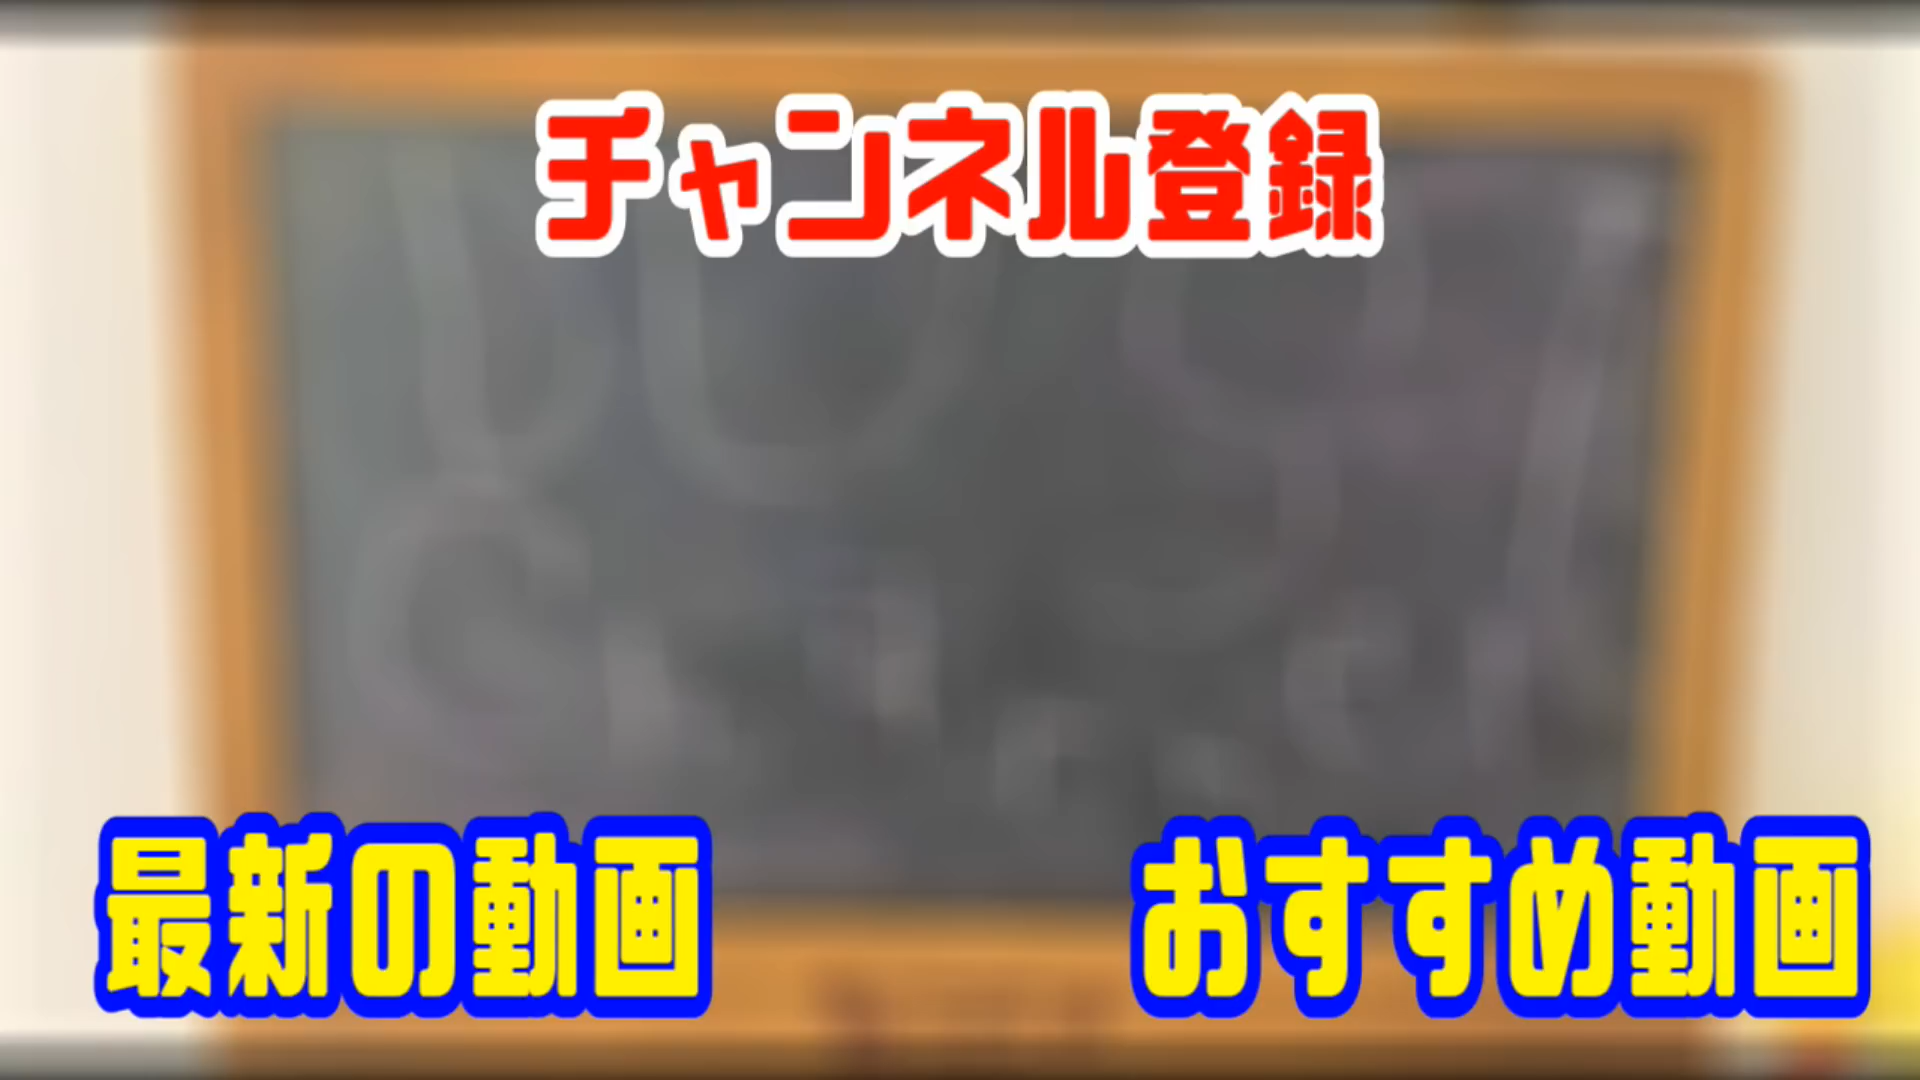 チャンネル登録
最新の動画
おすすめ動画